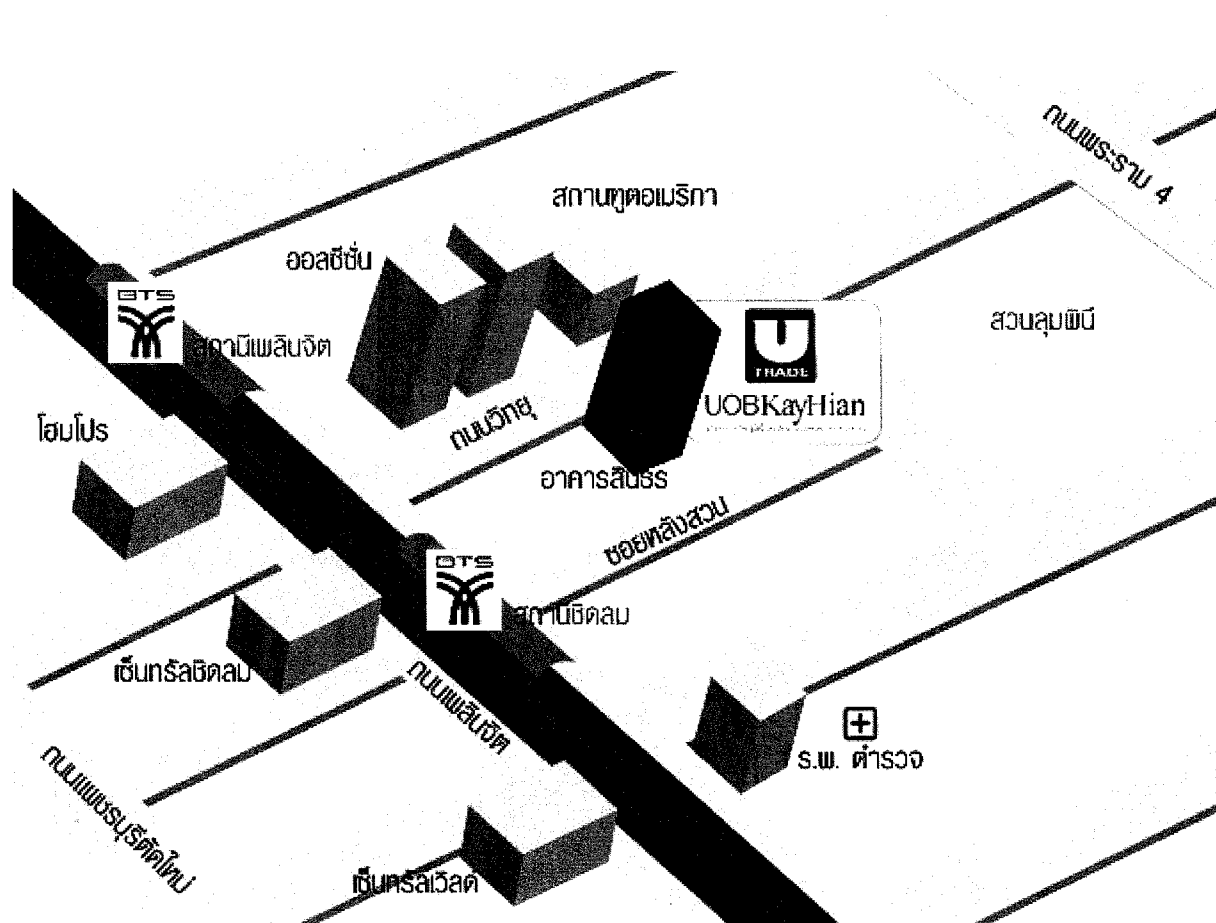 ถนนพระราม 4
สถานฑูตอเมริกา
ออลซีซั่น
BTS
สถานีเพลินจิต
สวนลุมพินี
U
TRADE
UOBKayHian
โฮมโปร
ถนนวิทยุ
อาคารสินธร
ซอยหลังสวน
BTS
สถานีชิดลม
เซ็นทรัลชิดลม
ถนนเพลินจิต
ร.พ. ตำรวจ
ถนนเพชรบุรีตัดใหม่
เซ็นทรัลเวิลด์